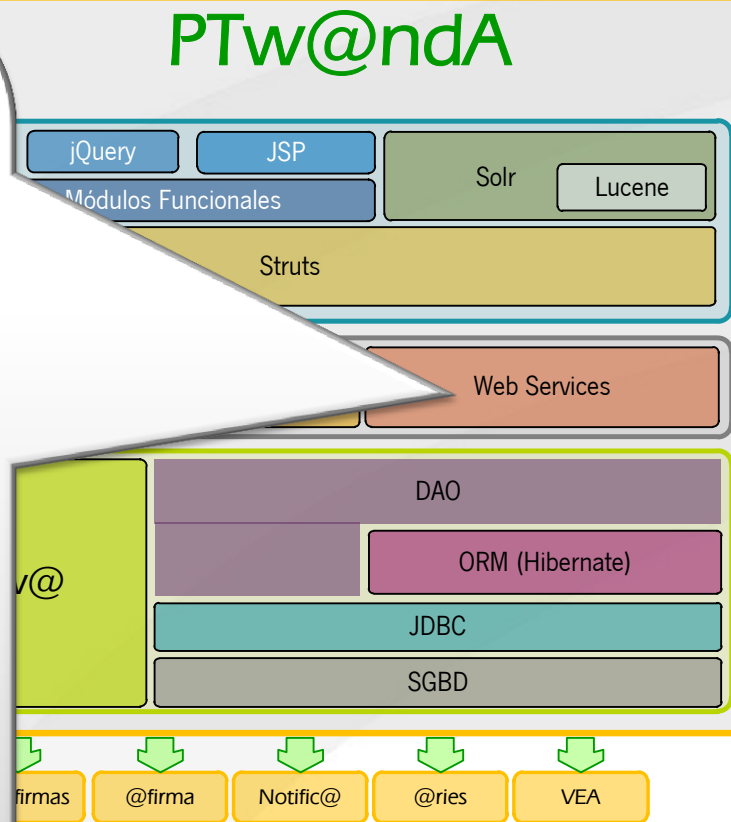 PTw@ndA
jQuery
JSP
Solr
Lucene
Módulos Funcionales
Struts
Web Services
DAO
w@
ORM (Hibernate)
JDBC
SGBD
firmas
@firma
Notific@
@ries
VEA